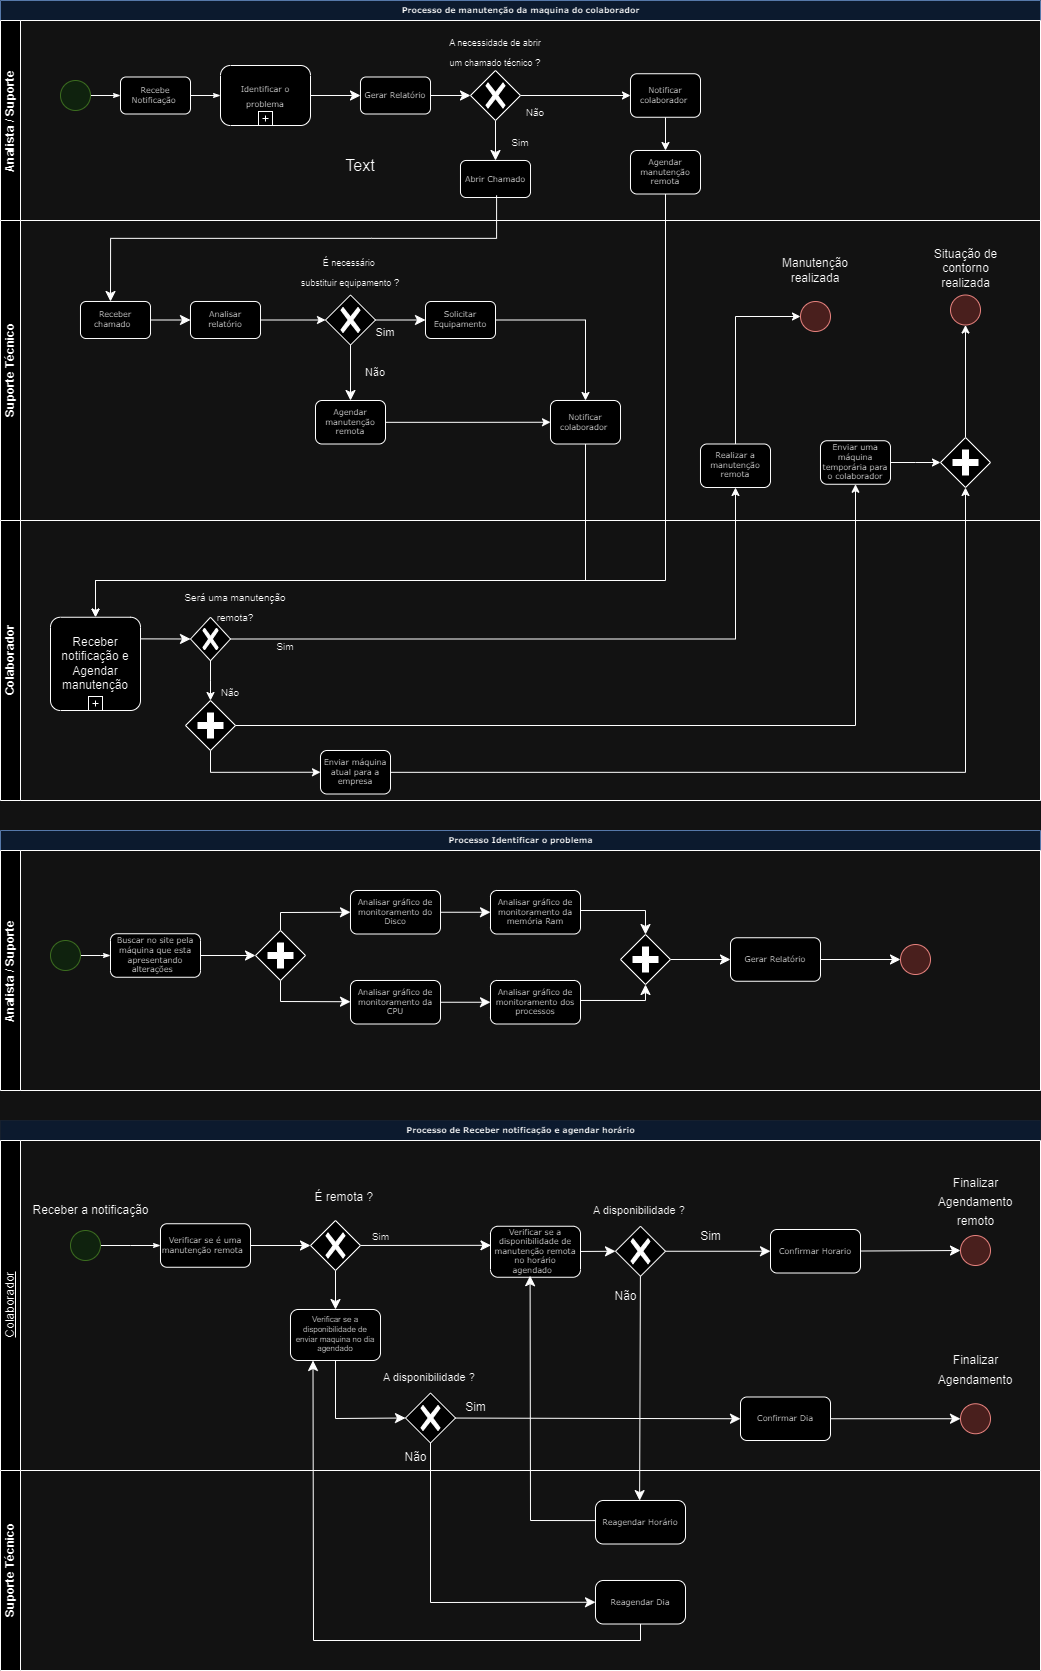 Processo de manutenção da maquina do colaborador
Analista / Suporte
A necessidade de abrir
um chamado técnico ?
Recebe
Notificação
Identificar o
problema
Gerar Relatório
Não
Sim
Notificar
colaborador
Text
Abrir Chamado
Agendar
manutenção
remota
Suporte Técnico
É necessário
substituir equipamento ?
Manutenção
realizada
Situação de
contorno
realizada
Receber
chamado
Analisar
relatório
Sim
Solicitar
Equipamento
Não
Agendar
manutenção
remota
Notificar
colaborador
Realizar a
manutenção
remota
Enviar uma
máquina
temporária para
o colaborador
Colaborador
Será uma manutenção
remota?
Sim
Receber
notificação e
Agendar
manutenção
Não
Enviar máquina
atual para a
empresa
Processo Identificar o problema
Analista / Suporte
Buscar no site pela
máquina que esta
apresentando
alterações
Analisar gráfico de
monitoramento do
Disco
Analisar gráfico de
monitoramento da
memória Ram
Analisar gráfico de
monitoramento da
CPU
Analisar gráfico de
monitoramento dos
processos
Gerar Relatório
Processo de Receber notificação e agendar horário
Colaborador
Receber a notificação
Verificar se é uma
manutenção remota
É remota ?
Sim
Verificar se a
disponibilidade de
manutenção remota
no horário
agendado
A disponibilidade ?
Sim
Não
Confirmar Horario
Finalizar
Agendamento
remoto
Verificar se a
disponibilidade de
enviar maquina no dia
agendado
A disponibilidade ?
Sim
Não
Confirmar Dia
Finalizar
Agendamento
Suporte Técnico
Reagendar Horário
Reagendar Dia